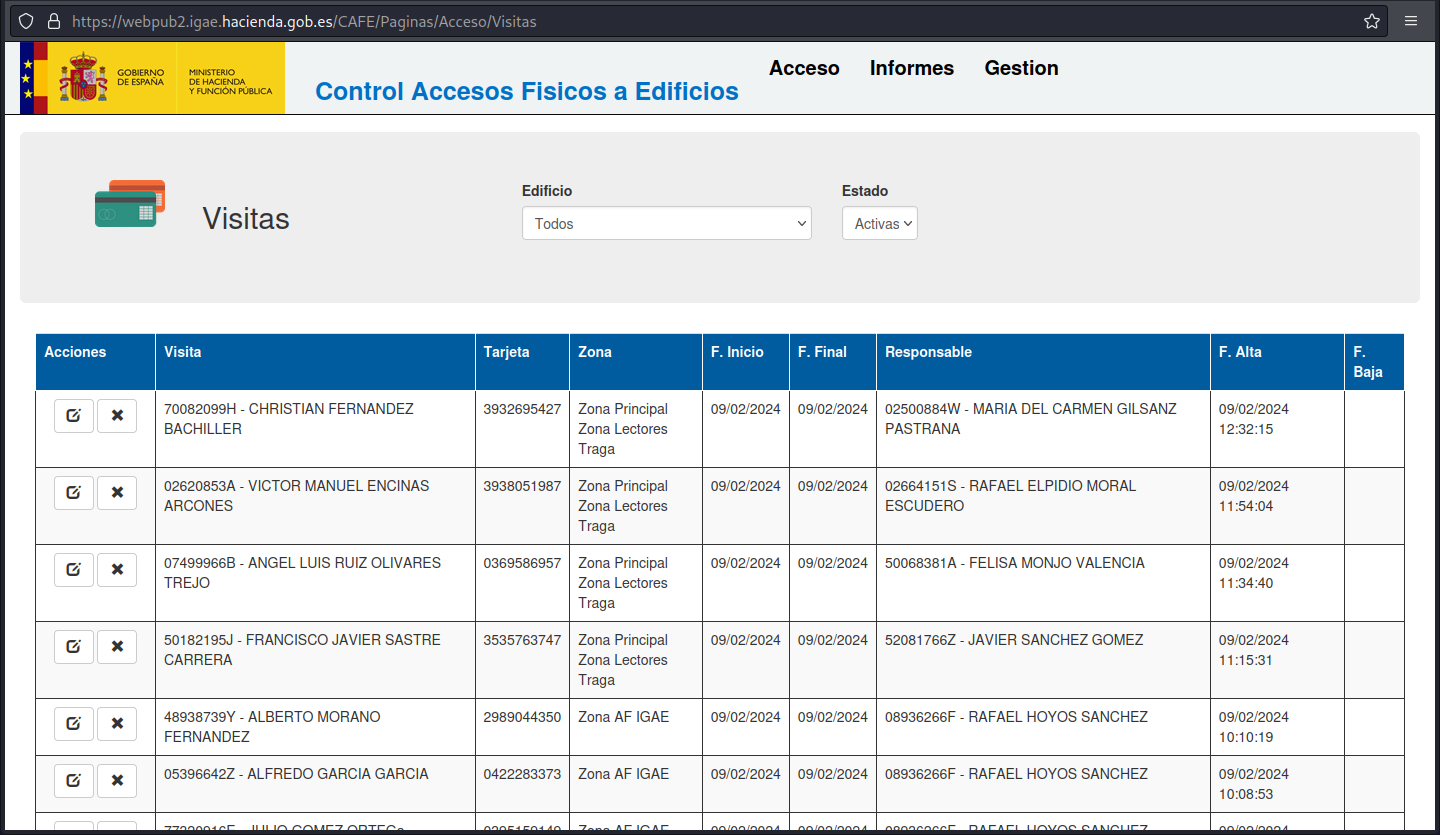 https://webpub2.igae.hacienda.gob.es/CAFE/Paginas/Acceso/Visitas
GOBIERNO
DE ESPAÑA
MINISTERIO
DE HACIENDA
Y FUNCIÓN PÚBLICA
Control Accesos Fisicos a Edificios
Acceso Informes Gestion
Visitas
Edificio
Todos
Estado
Activas
Acciones Visita Tarjeta Zona F. Inicio F. Final Responsable F. Alta F.
Baja
70082099H - CHRISTIAN FERNANDEZ 3932695427 Zona Principal 09/02/2024 09/02/2024 02500884W - MARIA DEL CARMEN GILSANZ 09/02/2024
BACHILLER Zona Lectores PASTRANA 12:32:15
Traga
02620853A - VICTOR MANUEL ENCINAS 3938051987 Zona Principal 09/02/2024 09/02/2024 02664151S - RAFAEL ELPIDIO MORAL 09/02/2024
ARCONES Zona Lectores ESCUDERO 11:54:04
Traga
07499966B - ANGEL LUIS RUIZ OLIVARES 0369586957 Zona Principal 09/02/2024 09/02/2024 50068381A - FELISA MONJO VALENCIA 09/02/2024
TREJO Zona Lectores 11:34:40
Traga
50182195J - FRANCISCO JAVIER SASTRE 3535763747 Zona Principal 09/02/2024 09/02/2024 52081766Z - JAVIER SANCHEZ GOMEZ 09/02/2024
CARRERA Zona Lectores 11:15:31
Traga
48938739Y - ALBERTO MORANO 2989044350 Zona AF IGAE 09/02/2024 09/02/2024 08936266F - RAFAEL HOYOS SANCHEZ 09/02/2024
FERNANDEZ 10:10:19
05396642Z - ALFREDO GARCIA GARCIA 0422283373 Zona AF IGAE 09/02/2024 09/02/2024 08936266F - RAFAEL HOYOS SANCHEZ 09/02/2024
10:08:53
JULIO GOMEZ Zona AF IGAE 09/02/2024 09/02/2024 08936266F - RAFAEL HOYOS SANCHEZ 09/02/2024